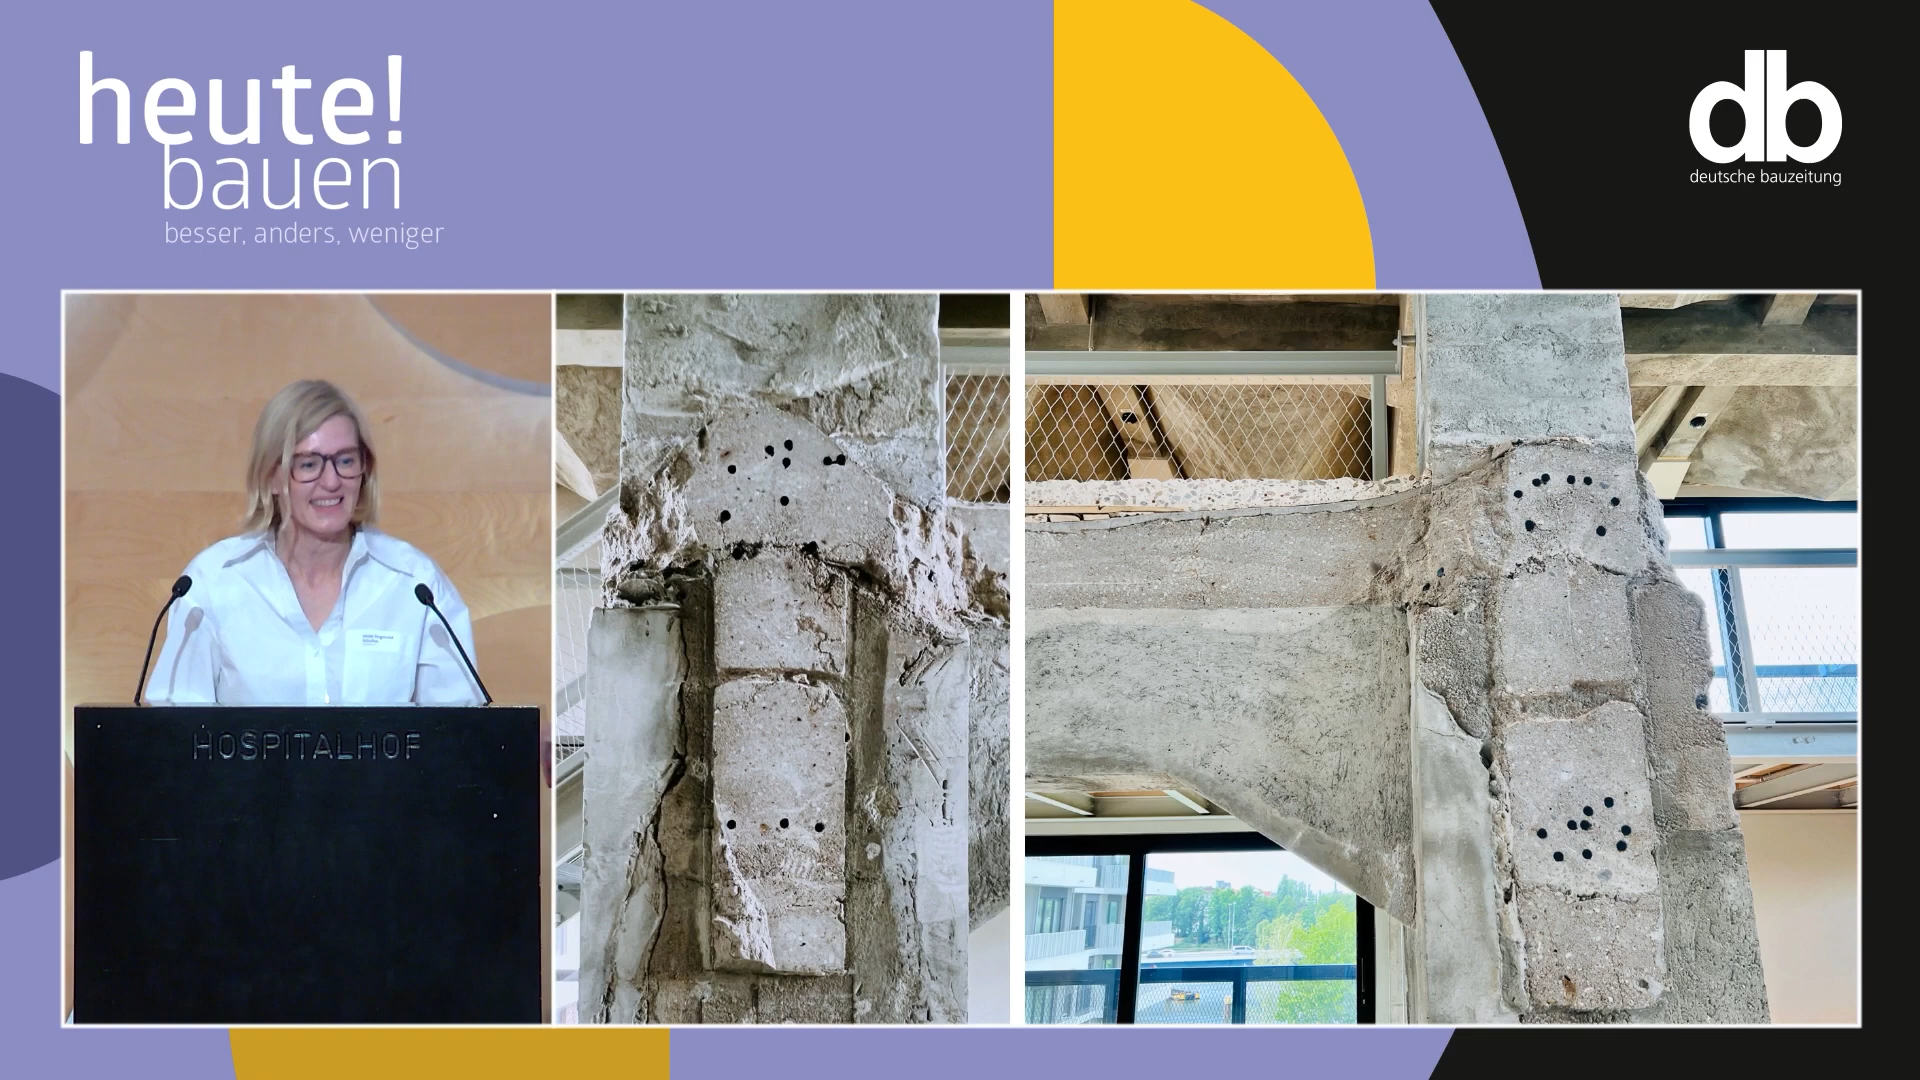 heute!
bauen
besser, anders, weniger
db
deutsche bauzeitung
HOSPITALHOF